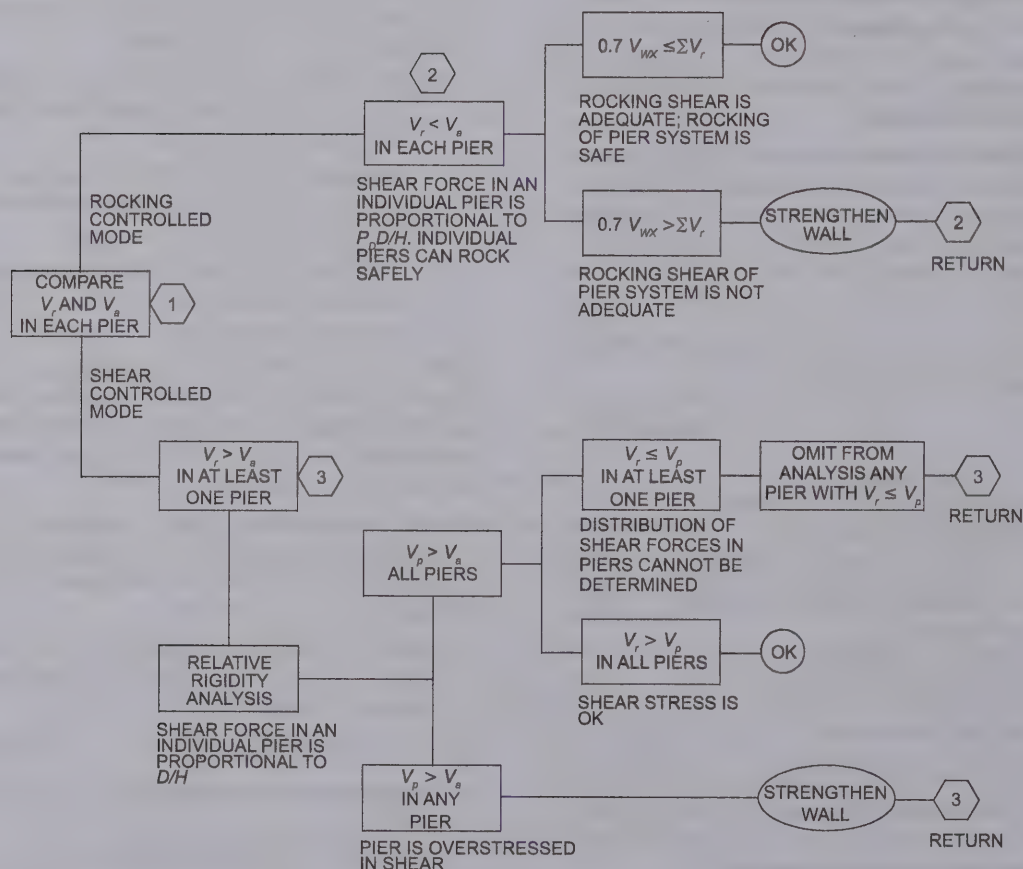 2
V_r < V_a
IN EACH PIER
SHEAR FORCE IN AN
INDIVIDUAL PIER IS
PROPORTIONAL TO
P_D D/H. INDIVIDUAL
PIERS CAN ROCK
SAFELY
0.7 V_wx ≤ ΣV_r
OK
ROCKING SHEAR IS
ADEQUATE; ROCKING
OF PIER SYSTEM IS
SAFE
0.7 V_wx > ΣV_r
STRENGTHEN
WALL
2
RETURN
ROCKING SHEAR OF
PIER SYSTEM IS NOT
ADEQUATE
ROCKING
CONTROLLED
MODE
COMPARE
V_r AND V_a
IN EACH PIER
1
SHEAR
CONTROLLED
MODE
V_r > V_a
IN AT LEAST
ONE PIER
3
RELATIVE
RIGIDITY
ANALYSIS
SHEAR FORCE IN AN
INDIVIDUAL PIER IS
PROPORTIONAL TO
D/H
V_p > V_a
ALL PIERS
V_r ≤ V_p
IN AT LEAST
ONE PIER
DISTRIBUTION OF
SHEAR FORCES IN
PIERS CANNOT BE
DETERMINED
OMIT FROM
ANALYSIS ANY
PIER WITH V_r ≤ V_p
3
RETURN
V_r > V_p
IN ALL PIERS
OK
SHEAR STRESS IS
OK
V_p > V_a
IN ANY
PIER
PIER IS OVERSTRESSED
IN SHEAR
STRENGTHEN
WALL
3
RETURN